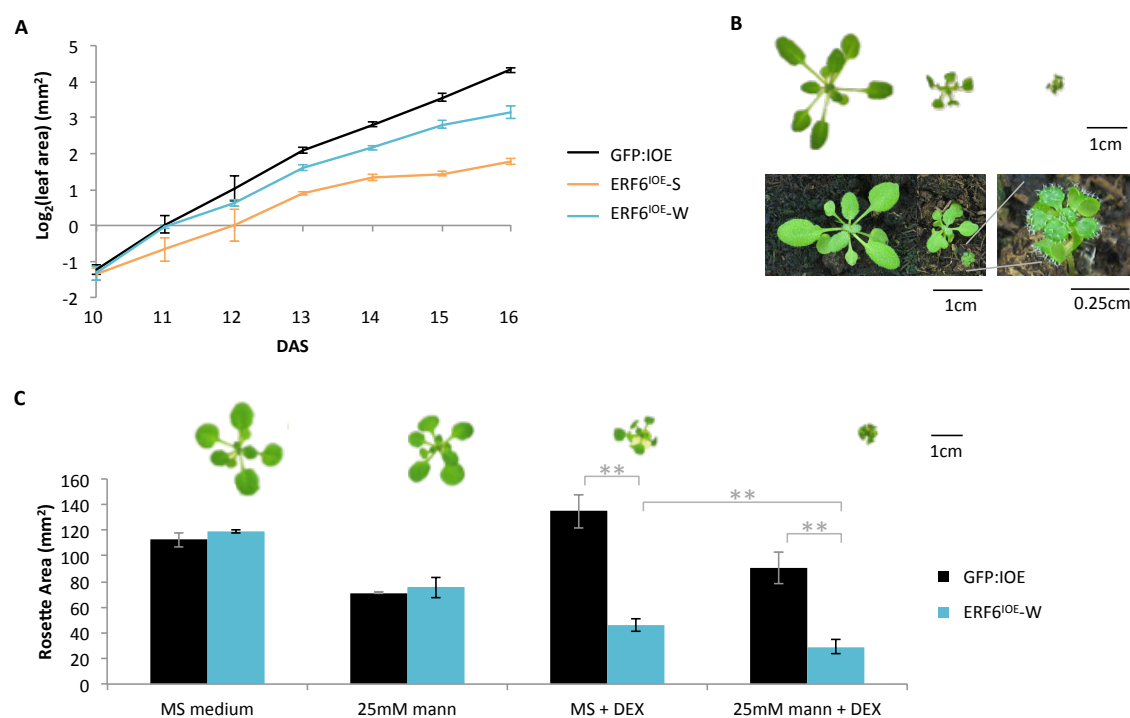 A
Log₂(leaf area) (mm²)
5
4
3
2
1
0
-1
-2
10 11 12 13 14 15 16
DAS
GFP:IOE
ERF6ᴵᴼᴱ-S
ERF6ᴵᴼᴱ-W
B
1cm
1cm
0.25cm
C
1cm
Rosette Area (mm²)
160
140
120
100
80
60
40
20
0
**
**
**
MS medium 25mM mann MS + DEX 25mM mann + DEX
GFP:IOE
ERF6ᴵᴼᴱ-W